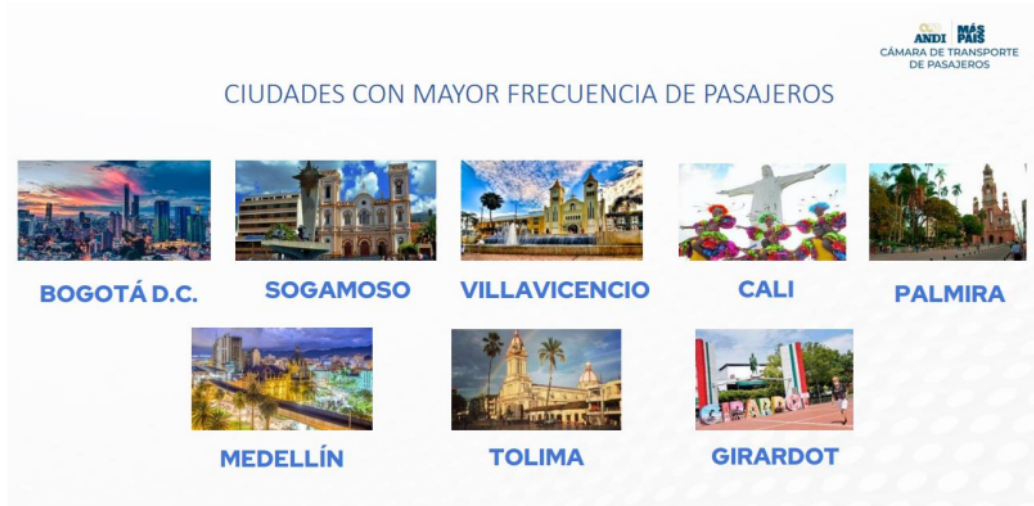 ANDI
MÁS
PAÍS
CÁMARA DE TRANSPORTE
DE PASAJEROS
CIUDADES CON MAYOR FRECUENCIA DE PASAJEROS
BOGOTÁ D.C.
SOGAMOSO
VILLAVICENCIO
CALI
PALMIRA
GIRARDOT
MEDELLÍN
TOLIMA
GIRARDOT